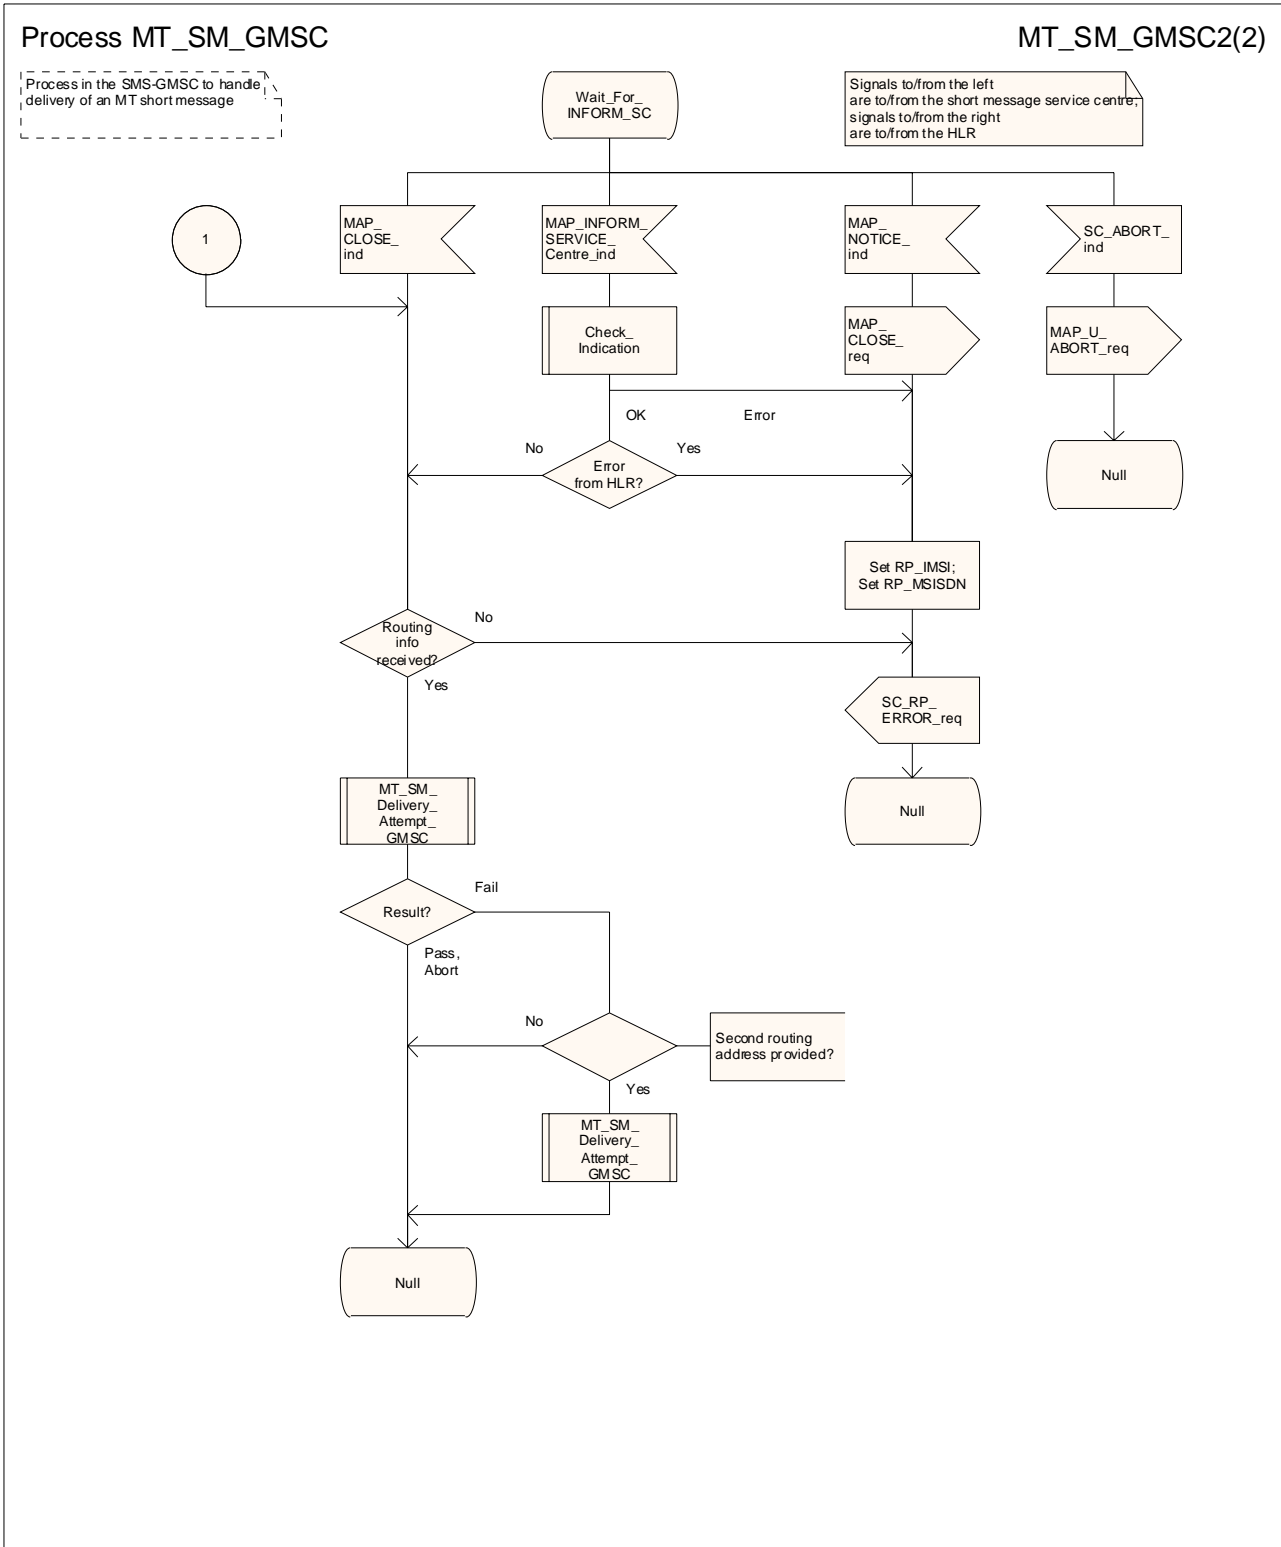 Process MT_SM_GMSC
MT_SM_GMSC2(2)
Process in the SMS-GMSC to handle
delivery of an MT short message
Wait_For_
INFORM_SC
Signals to/from the left
are to/from the short message service centre;
signals to/from the right
are to/from the HLR
1
MAP_
CLOSE_
ind
MAP_INFORM_
SERVICE_
Centre_ind
MAP_
NOTICE_
ind
SC_ABORT_
ind
Check_
Indication
MAP_
CLOSE_
req
MAP_U_
ABORT_req
OK
Error
No
Yes
Error
from HLR?
Null
Set RP_IMSI;
Set RP_MSISDN
No
Routing
info
received?
Yes
SC_RP_
ERROR_req
MT_SM_
Delivery_
Attempt_
GMSC
Null
Fail
Result?
Pass,
Abort
No
Second routing
address provided?
Yes
MT_SM_
Delivery_
Attempt_
GMSC
Null